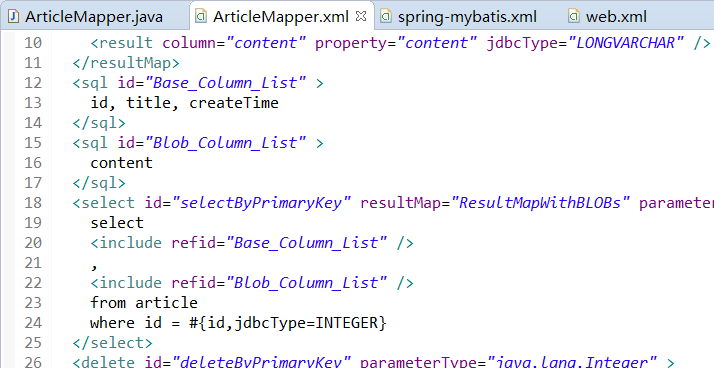 ArticleMapper.java ArticleMapper.xml spring-mybatis.xml web.xml
10 <result column="content" property="content" jdbcType="LONGVARCHAR" />
11 </resultMap>
12 <sql id="Base_Column_List" >
13 id, title, createTime
14 </sql>
15 <sql id="Blob_Column_List" >
16 content
17 </sql>
18 <select id="selectByPrimaryKey" resultMap="ResultMapWithBLOBs" parameter
19 select
20 <include refid="Base_Column_List" />
21 ,
22 <include refid="Blob_Column_List" />
23 from article
24 where id = #{id,jdbcType=INTEGER}
25 </select>
26 <delete id="deleteByPrimaryKey" parameterType="java.lang.Integer" >